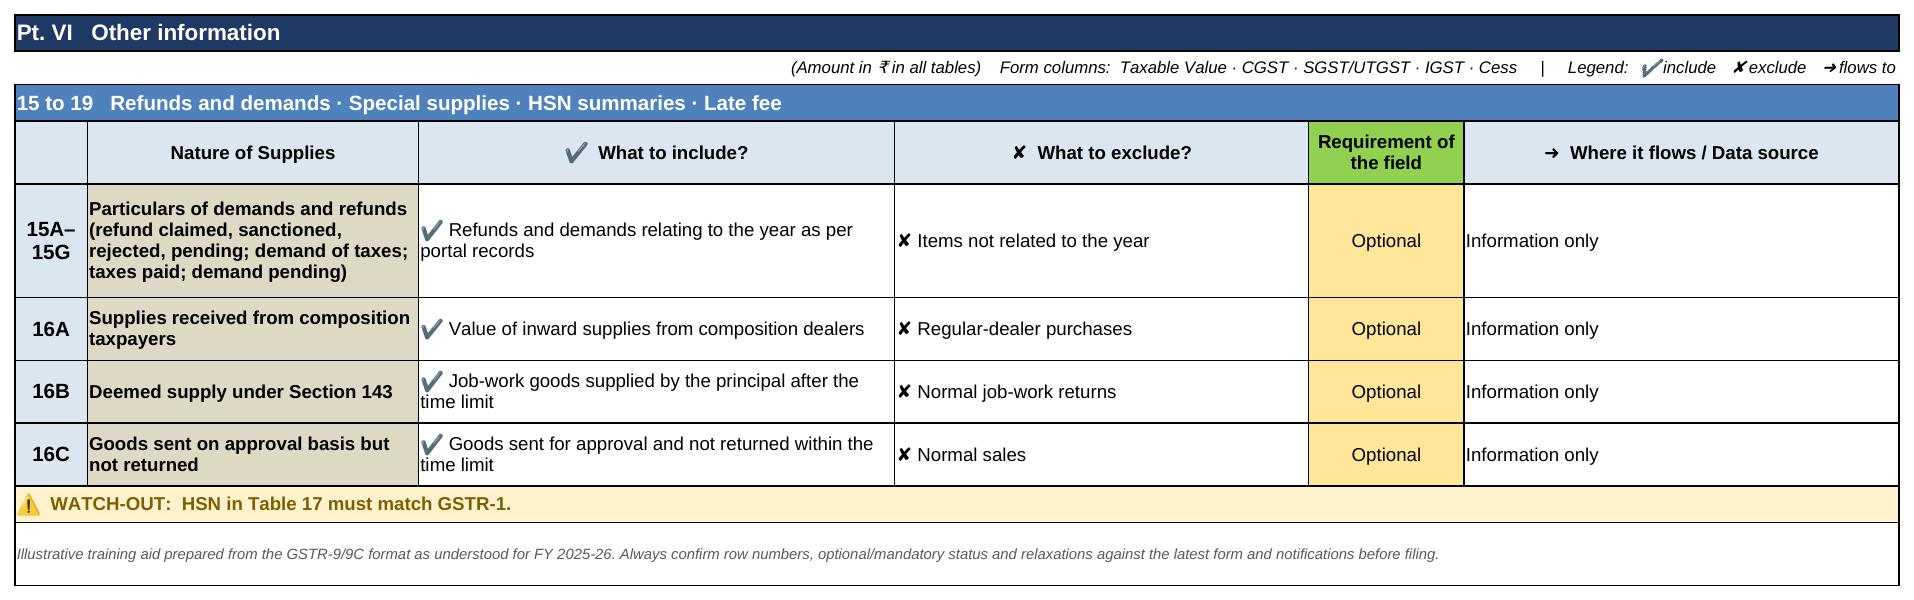 Pt. VI Other information
(Amount in ₹ in all tables) Form columns: Taxable Value · CGST · SGST/UTGST · IGST · Cess | Legend: ✔include ✘exclude ➔flows to
15 to 19 Refunds and demands · Special supplies · HSN summaries · Late fee
Nature of Supplies
✔ What to include?
✘ What to exclude?
Requirement of
the field
➔ Where it flows / Data source
15A–
15G
Particulars of demands and refunds
(refund claimed, sanctioned,
rejected, pending; demand of taxes;
taxes paid; demand pending)
✔ Refunds and demands relating to the year as per
portal records
✘ Items not related to the year
Optional
Information only
16A
Supplies received from composition
taxpayers
✔ Value of inward supplies from composition dealers
✘ Regular-dealer purchases
Optional
Information only
16B
Deemed supply under Section 143
✔ Job-work goods supplied by the principal after the
time limit
✘ Normal job-work returns
Optional
Information only
16C
Goods sent on approval basis but
not returned
✔ Goods sent for approval and not returned within the
time limit
✘ Normal sales
Optional
Information only
⚠ WATCH-OUT: HSN in Table 17 must match GSTR-1.
Illustrative training aid prepared from the GSTR-9/9C format as understood for FY 2025-26. Always confirm row numbers, optional/mandatory status and relaxations against the latest form and notifications before filing.